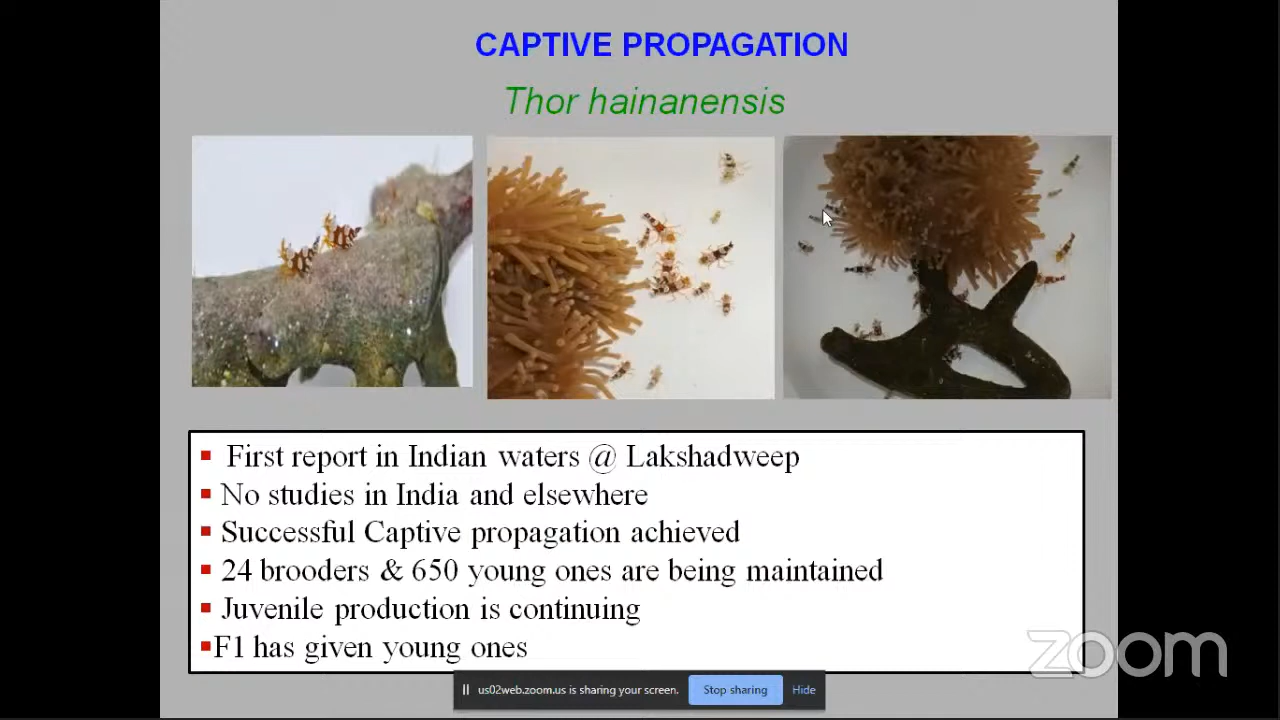 CAPTIVE PROPAGATION
Thor hainanensis
First report in Indian waters @ Lakshadweep
No studies in India and elsewhere
Successful Captive propagation achieved
24 brooders & 650 young ones are being maintained
Juvenile production is continuing
F1 has given young ones
zoom
us02web.zoom.us is sharing your screen.
Stop sharing
Hide